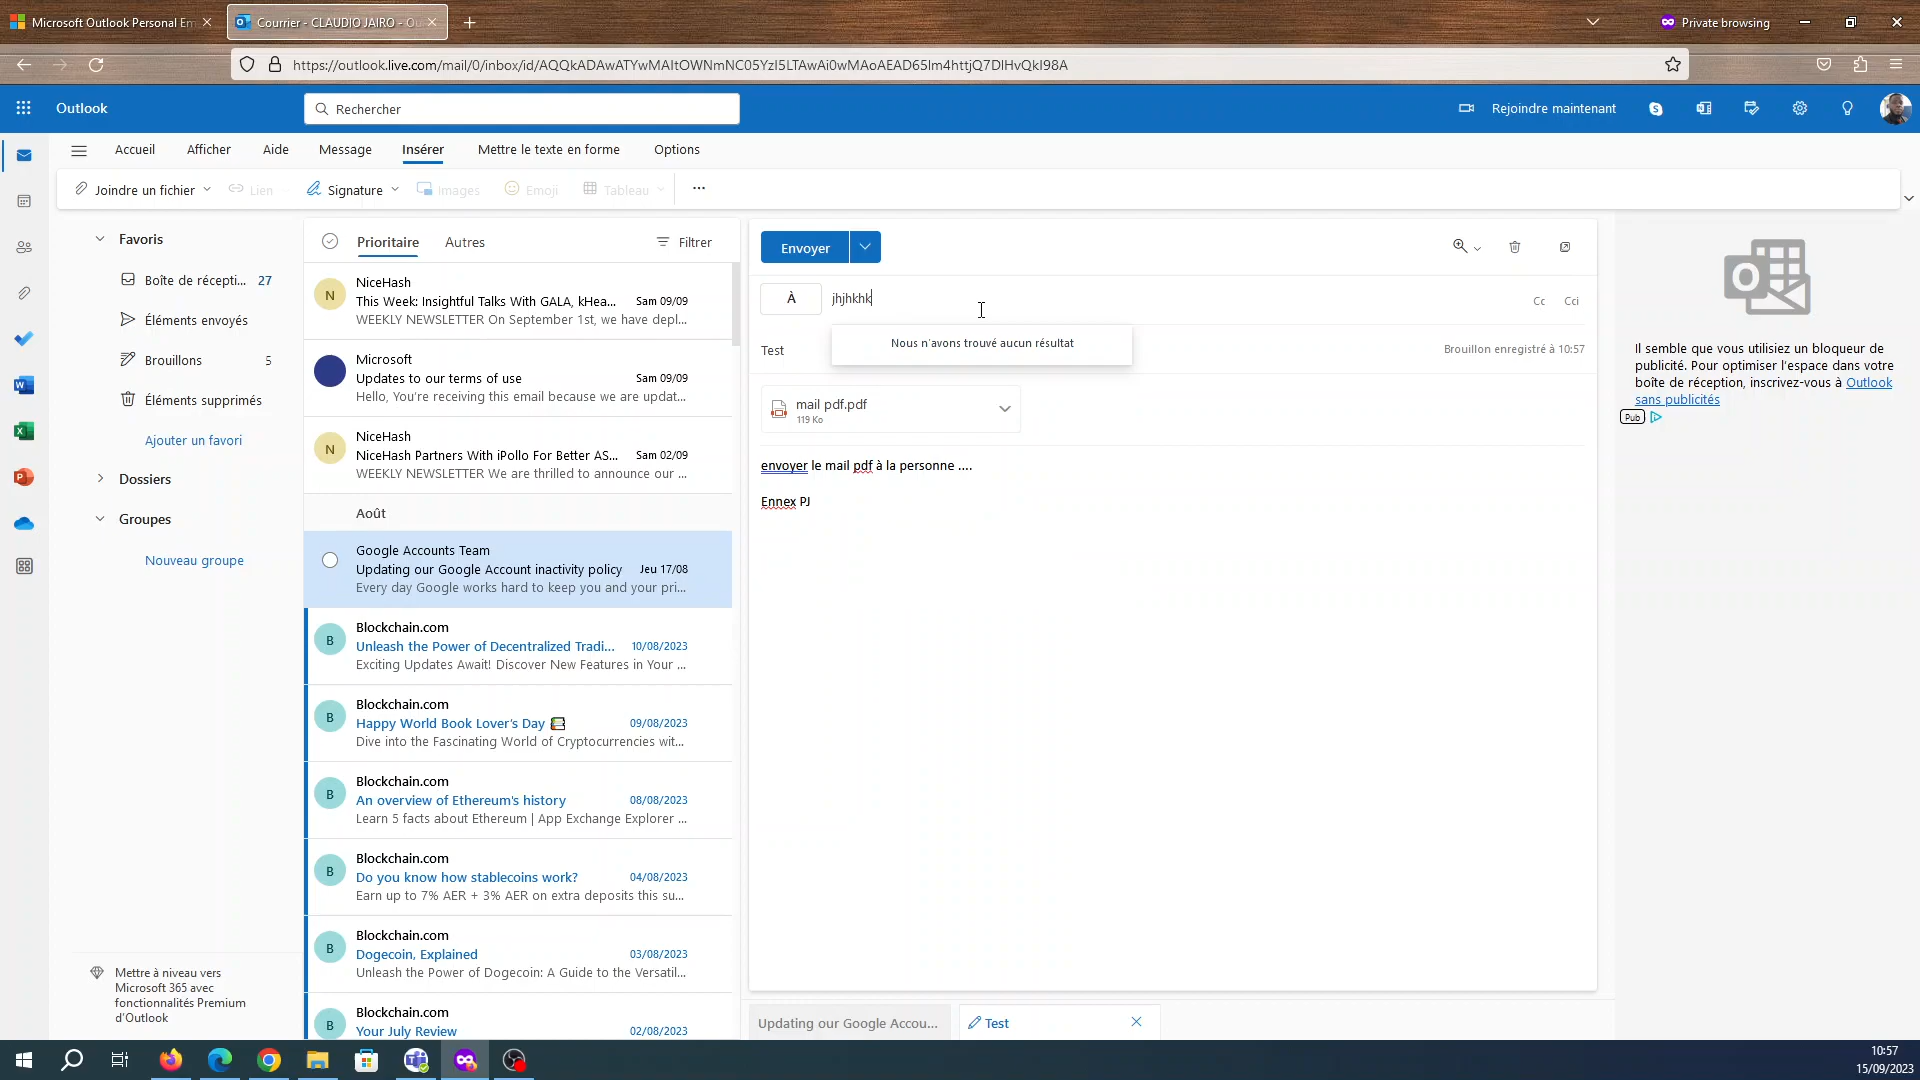 Microsoft Outlook Personal Em
Courrier - CLAUDIO JAIRO - Ou
Private browsing
https://outlook.live.com/mail/0/inbox/id/AQQkADAwATYwMAItOWNmNC05YzI5LTAwAi0wMAoAEAD65lm4httjQ7DlHvQkI98A
Outlook
Rechercher
Rejoindre maintenant
Accueil
Afficher
Aide
Message
Insérer
Mettre le texte en forme
Options
Joindre un fichier
Lien
Signature
Images
Emoji
Tableau
...
Favoris
Boîte de récepti... 27
Éléments envoyés
Brouillons 5
Éléments supprimés
Ajouter un favori
Dossiers
Groupes
Nouveau groupe
Mettre à niveau vers
Microsoft 365 avec
fonctionnalités Premium
d'Outlook
Prioritaire
Autres
Filtrer
N
NiceHash
This Week: Insightful Talks With GALA, kHea... Sam 09/09
WEEKLY NEWSLETTER On September 1st, we have depl...
Microsoft
Updates to our terms of use Sam 09/09
Hello, You're receiving this email because we are updat...
N
NiceHash
NiceHash Partners With iPollo For Better AS... Sam 02/09
WEEKLY NEWSLETTER We are thrilled to announce our ...
Août
Google Accounts Team
Updating our Google Account inactivity policy Jeu 17/08
Every day Google works hard to keep you and your pri...
B
Blockchain.com
Unleash the Power of Decentralized Tradi... 10/08/2023
Exciting Updates Await! Discover New Features in Your ...
B
Blockchain.com
Happy World Book Lover's Day 09/08/2023
Dive into the Fascinating World of Cryptocurrencies wit...
B
Blockchain.com
An overview of Ethereum's history 08/08/2023
Learn 5 facts about Ethereum | App Exchange Explorer ...
B
Blockchain.com
Do you know how stablecoins work? 04/08/2023
Earn up to 7% AER + 3% AER on extra deposits this su...
B
Blockchain.com
Dogecoin, Explained 03/08/2023
Unleash the Power of Dogecoin: A Guide to the Versatil...
B
Blockchain.com
Your July Review 02/08/2023
Envoyer
À
jhjhkhk
Cc
Cci
Nous n'avons trouvé aucun résultat
Test
Brouillon enregistré à 10:57
mail pdf.pdf
119 Ko
envoyer le mail pdf à la personne ....
Ennex PJ
Updating our Google Accou...
Test
Il semble que vous utilisiez un bloqueur de
publicité. Pour optimiser l'espace dans votre
boîte de réception, inscrivez-vous à Outlook
sans publicités
Pub
10:57
15/09/2023